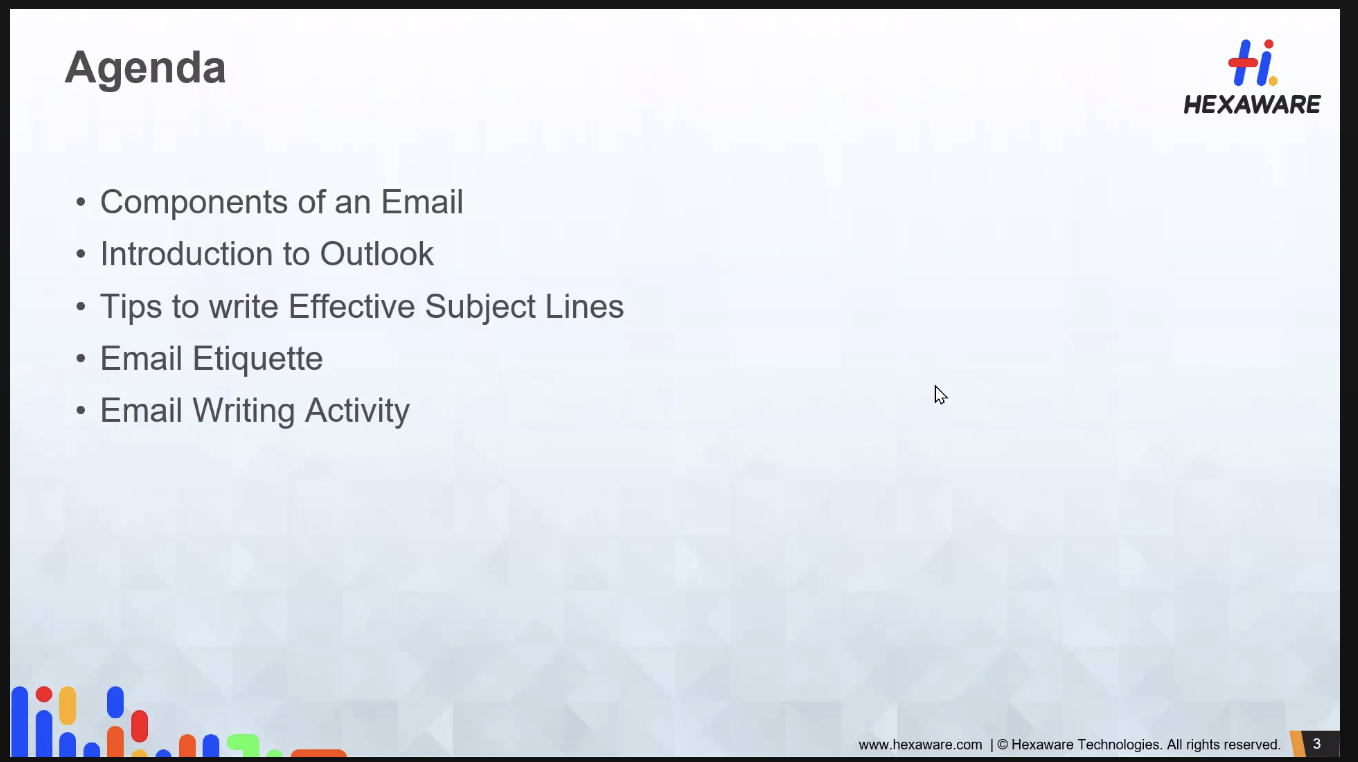 Agenda
Hi
HEXAWARE
• Components of an Email
• Introduction to Outlook
• Tips to write Effective Subject Lines
• Email Etiquette
• Email Writing Activity
www.hexaware.com | © Hexaware Technologies. All rights reserved. 3